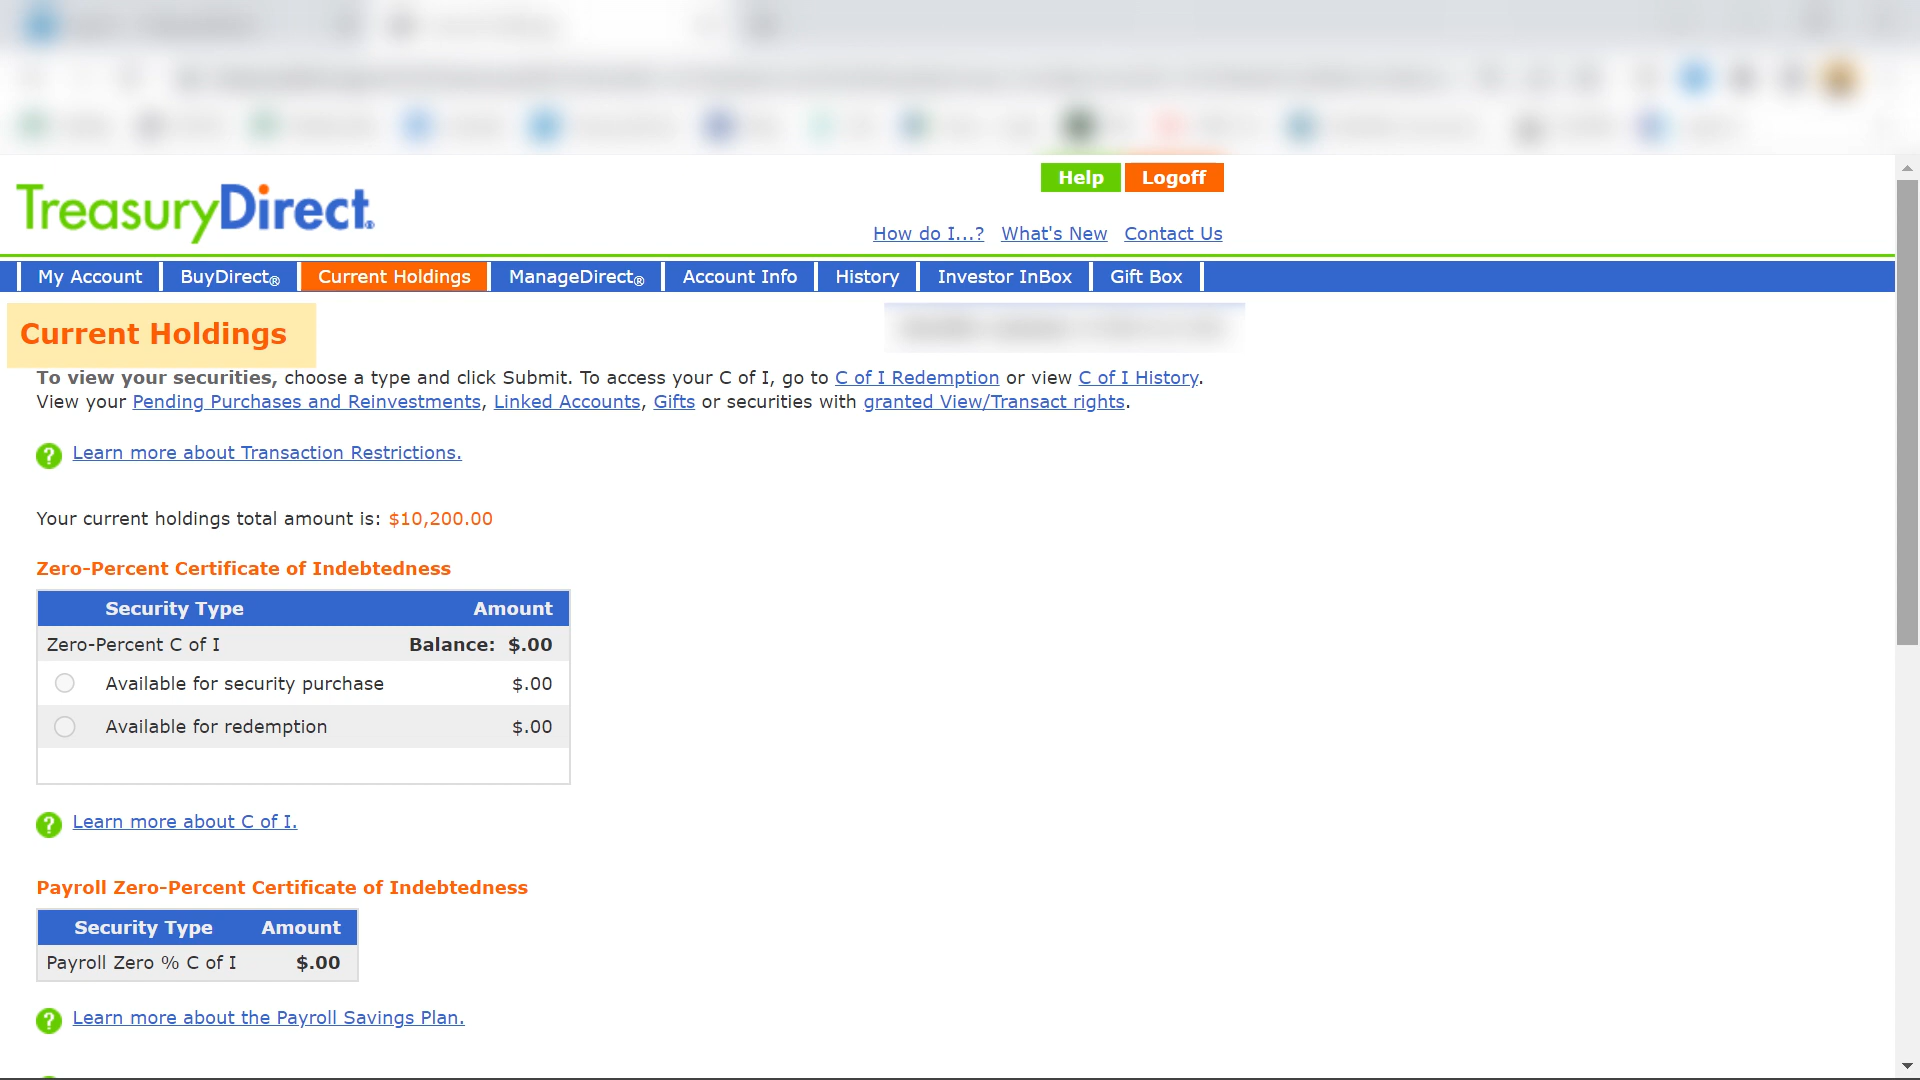 Help Logoff
TreasuryDirect®
How do I...? What's New Contact Us
My Account BuyDirect® Current Holdings ManageDirect® Account Info History Investor InBox Gift Box
Current Holdings
To view your securities, choose a type and click Submit. To access your C of I, go to C of I Redemption or view C of I History.
View your Pending Purchases and Reinvestments, Linked Accounts, Gifts or securities with granted View/Transact rights.
? Learn more about Transaction Restrictions.
Your current holdings total amount is: $10,200.00
Zero-Percent Certificate of Indebtedness
Security Type Amount
Zero-Percent C of I Balance: $.00
Available for security purchase $.00
Available for redemption $.00
? Learn more about C of I.
Payroll Zero-Percent Certificate of Indebtedness
Security Type Amount
Payroll Zero % C of I $.00
? Learn more about the Payroll Savings Plan.